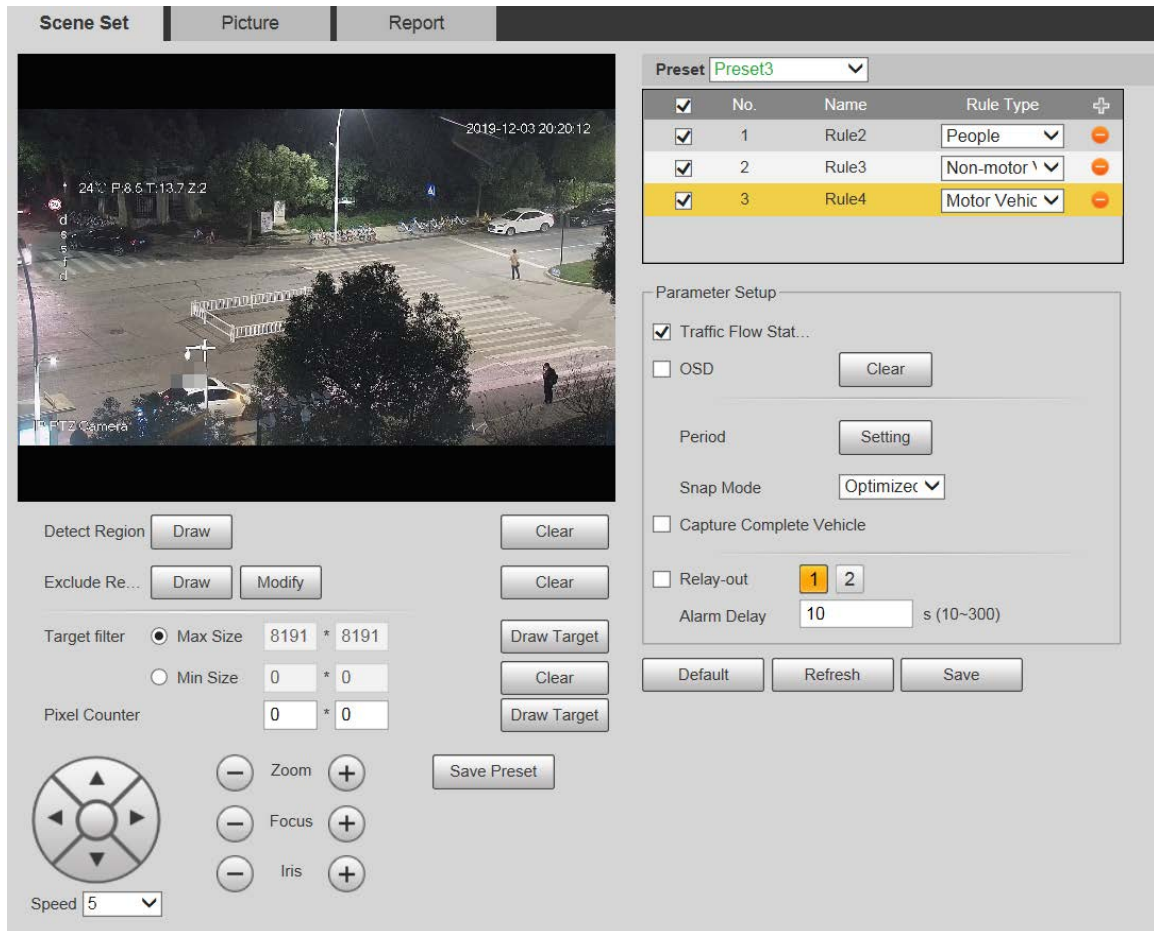 Scene Set Picture Report
2019-12-03 20:20:12
24℃ P:8.5 T:13.7 Z:2
PTZ Camera
Detect Region Draw Clear
Exclude Re... Draw Modify Clear
Target filter Max Size 8191 * 8191 Draw Target
Min Size 0 * 0 Clear
Pixel Counter 0 * 0 Draw Target
Zoom Save Preset
Focus
Iris
Speed 5
Preset Preset3
No. Name Rule Type
1 Rule2 People
2 Rule3 Non-motor V
3 Rule4 Motor Vehic
Parameter Setup
Traffic Flow Stat...
OSD Clear
Period Setting
Snap Mode Optimizec
Capture Complete Vehicle
Relay-out 1 2
Alarm Delay 10 s (10~300)
Default Refresh Save